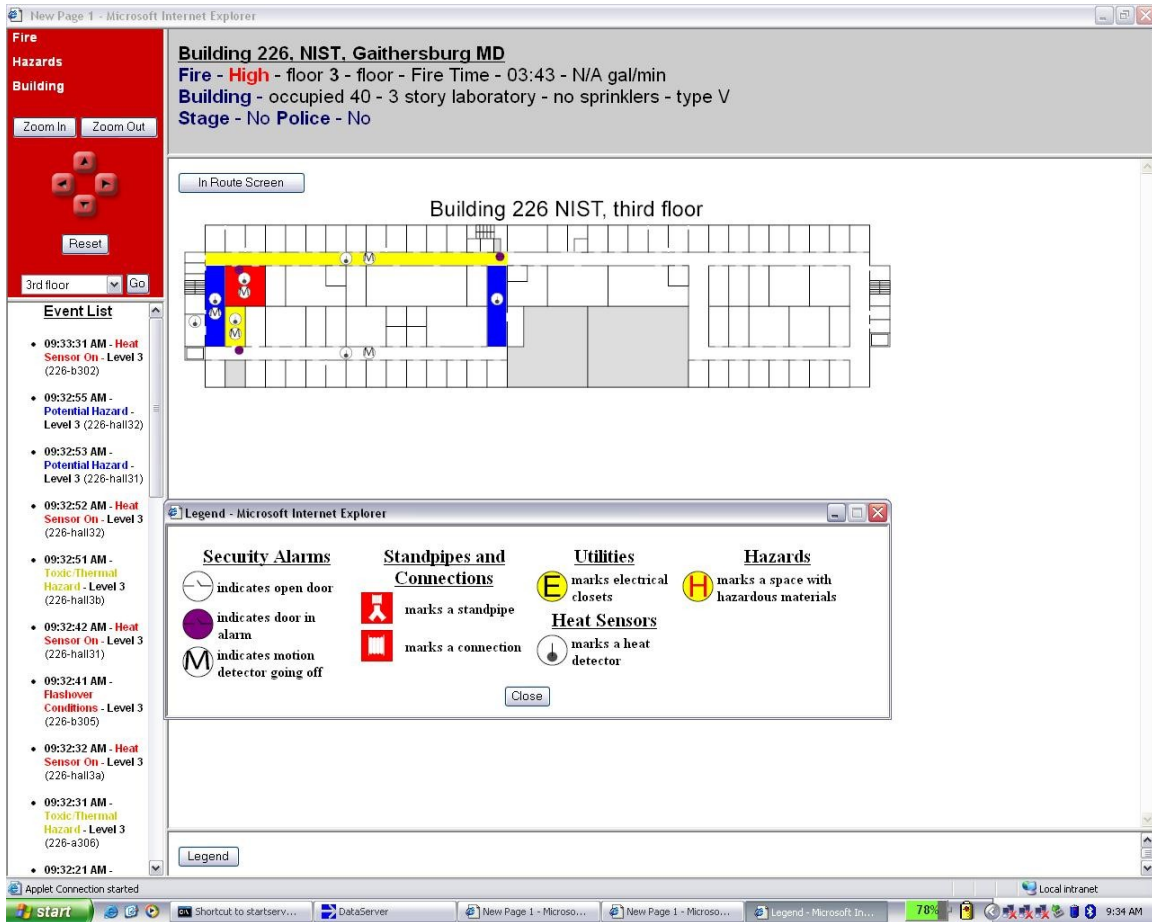 New Page 1 - Microsoft Internet Explorer
Fire
Hazards
Building
Zoom In Zoom Out
Reset
3rd floor Go
Event List
09:33:31 AM - Heat
Sensor On - Level 3
(226-b302)
09:32:55 AM -
Potential Hazard -
Level 3 (226-hall32)
09:32:53 AM -
Potential Hazard -
Level 3 (226-hall31)
09:32:52 AM - Heat
Sensor On - Level 3
(226-hall32)
09:32:51 AM -
Toxic/Thermal
Hazard - Level 3
(226-hall3b)
09:32:42 AM - Heat
Sensor On - Level 3
(226-hall31)
09:32:41 AM -
Flashover
Conditions - Level 3
(226-b305)
09:32:32 AM - Heat
Sensor On - Level 3
(226-hall3a)
09:32:31 AM -
Toxic/Thermal
Hazard - Level 3
(226-a306)
09:32:21 AM -
Building 226, NIST, Gaithersburg MD
Fire - High - floor 3 - floor - Fire Time - 03:43 - N/A gal/min
Building - occupied 40 - 3 story laboratory - no sprinklers - type V
Stage - No Police - No
In Route Screen
Building 226 NIST, third floor
M
M
M
M
M
Legend - Microsoft Internet Explorer
Security Alarms
indicates open door
indicates door in
alarm
M indicates motion
detector going off
Standpipes and
Connections
marks a standpipe
marks a connection
Utilities
E marks electrical
closets
Heat Sensors
marks a heat
detector
Hazards
H marks a space with
hazardous materials
Close
Legend
Applet Connection started
Local intranet
start
Shortcut to startserv...
DataServer
New Page 1 - Microso...
New Page 1 - Microso...
Legend - Microsoft In...
78%
9:34 AM